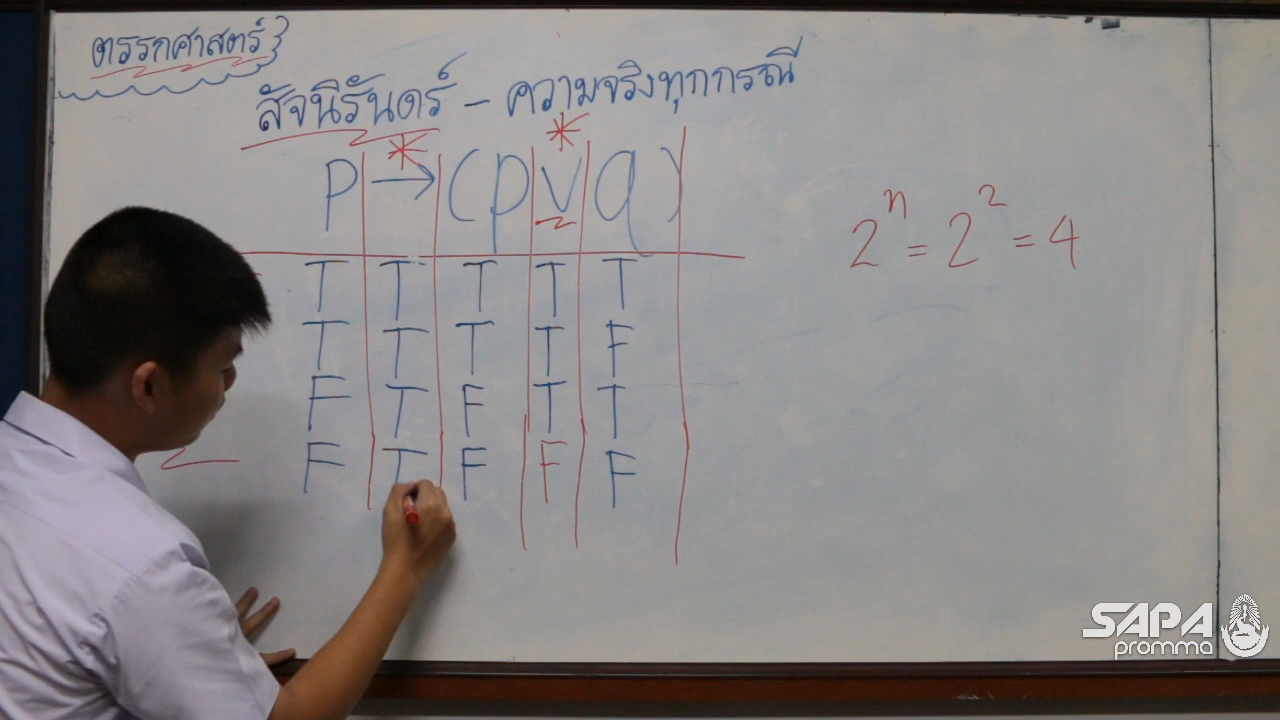 ตรรกศาสตร์
สัจนิรันดร์ - ความจริงทุกกรณี
* *
p → (p ∨ q)
2ⁿ = 2² = 4
T T T T T
T T T T F
F T F T T
F T F F F
SAPA
promma